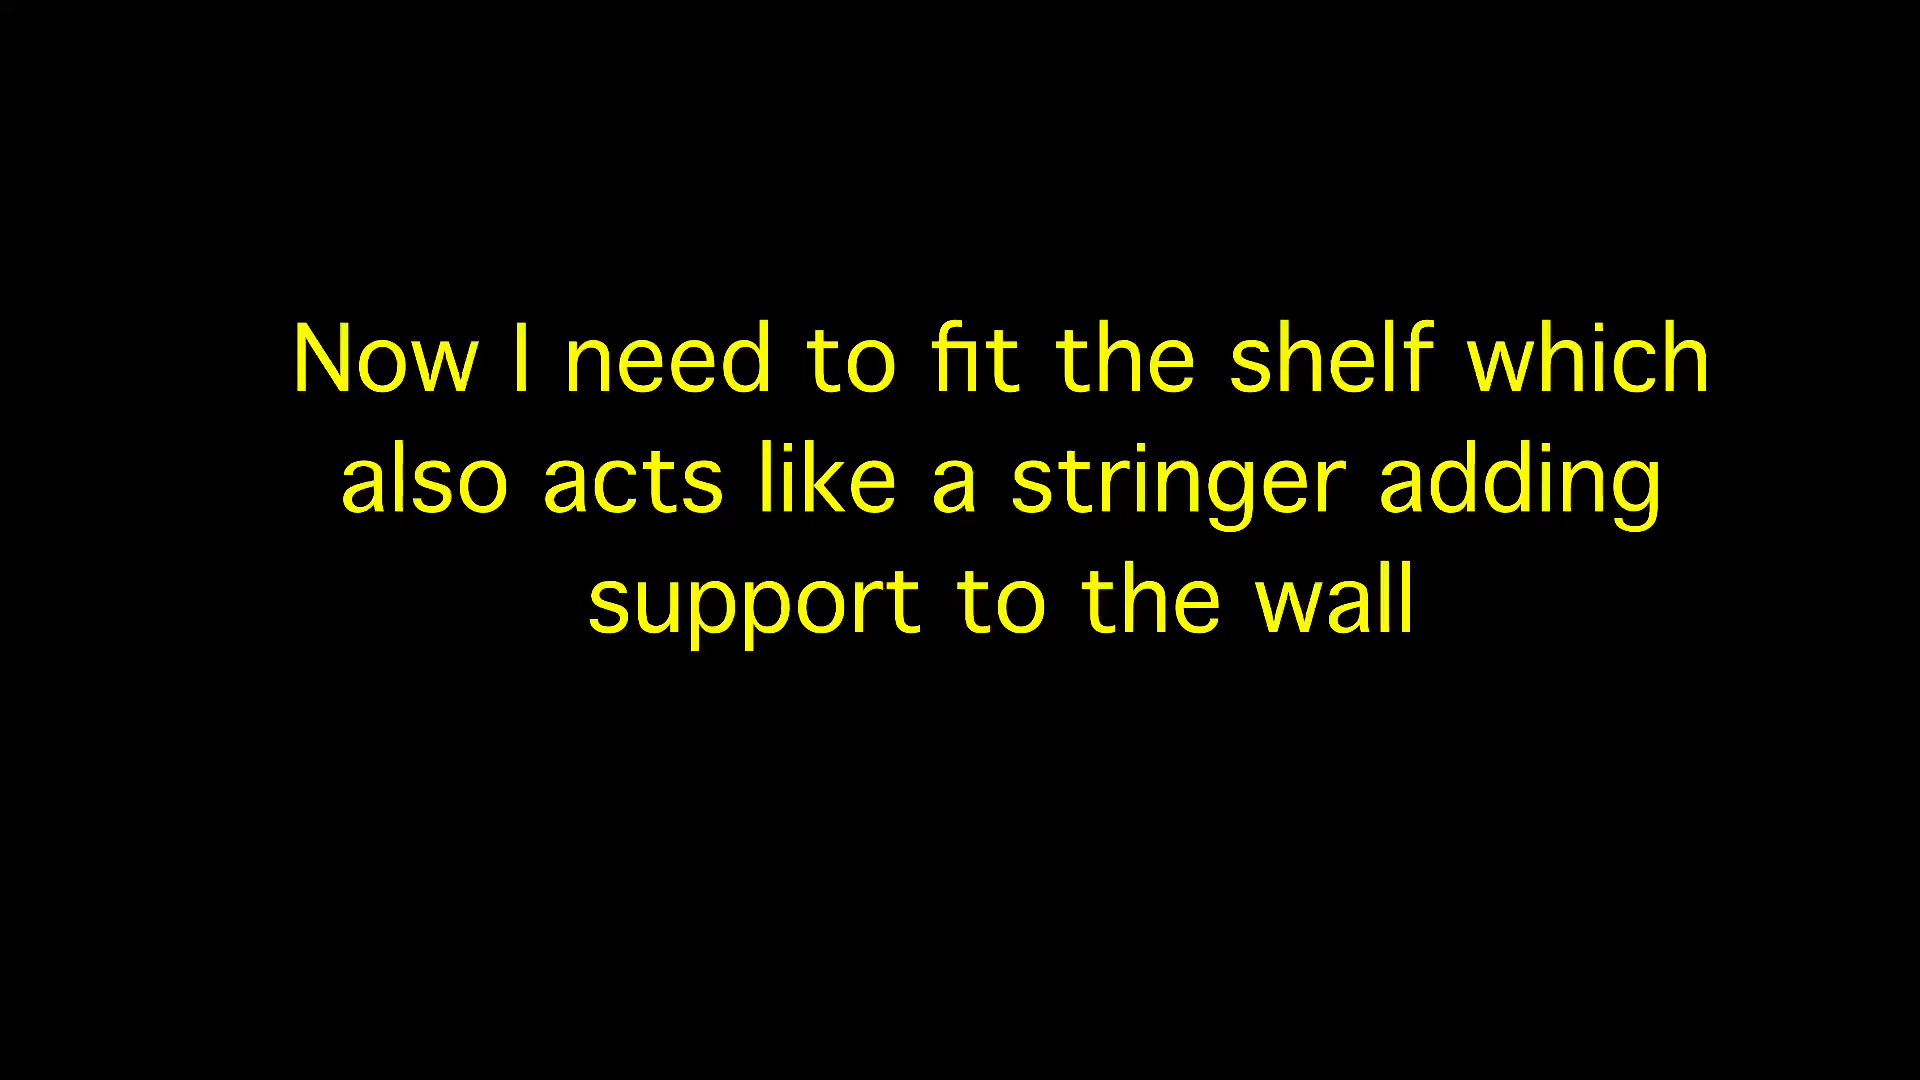 Now I need to fit the shelf which
also acts like a stringer adding
support to the wall